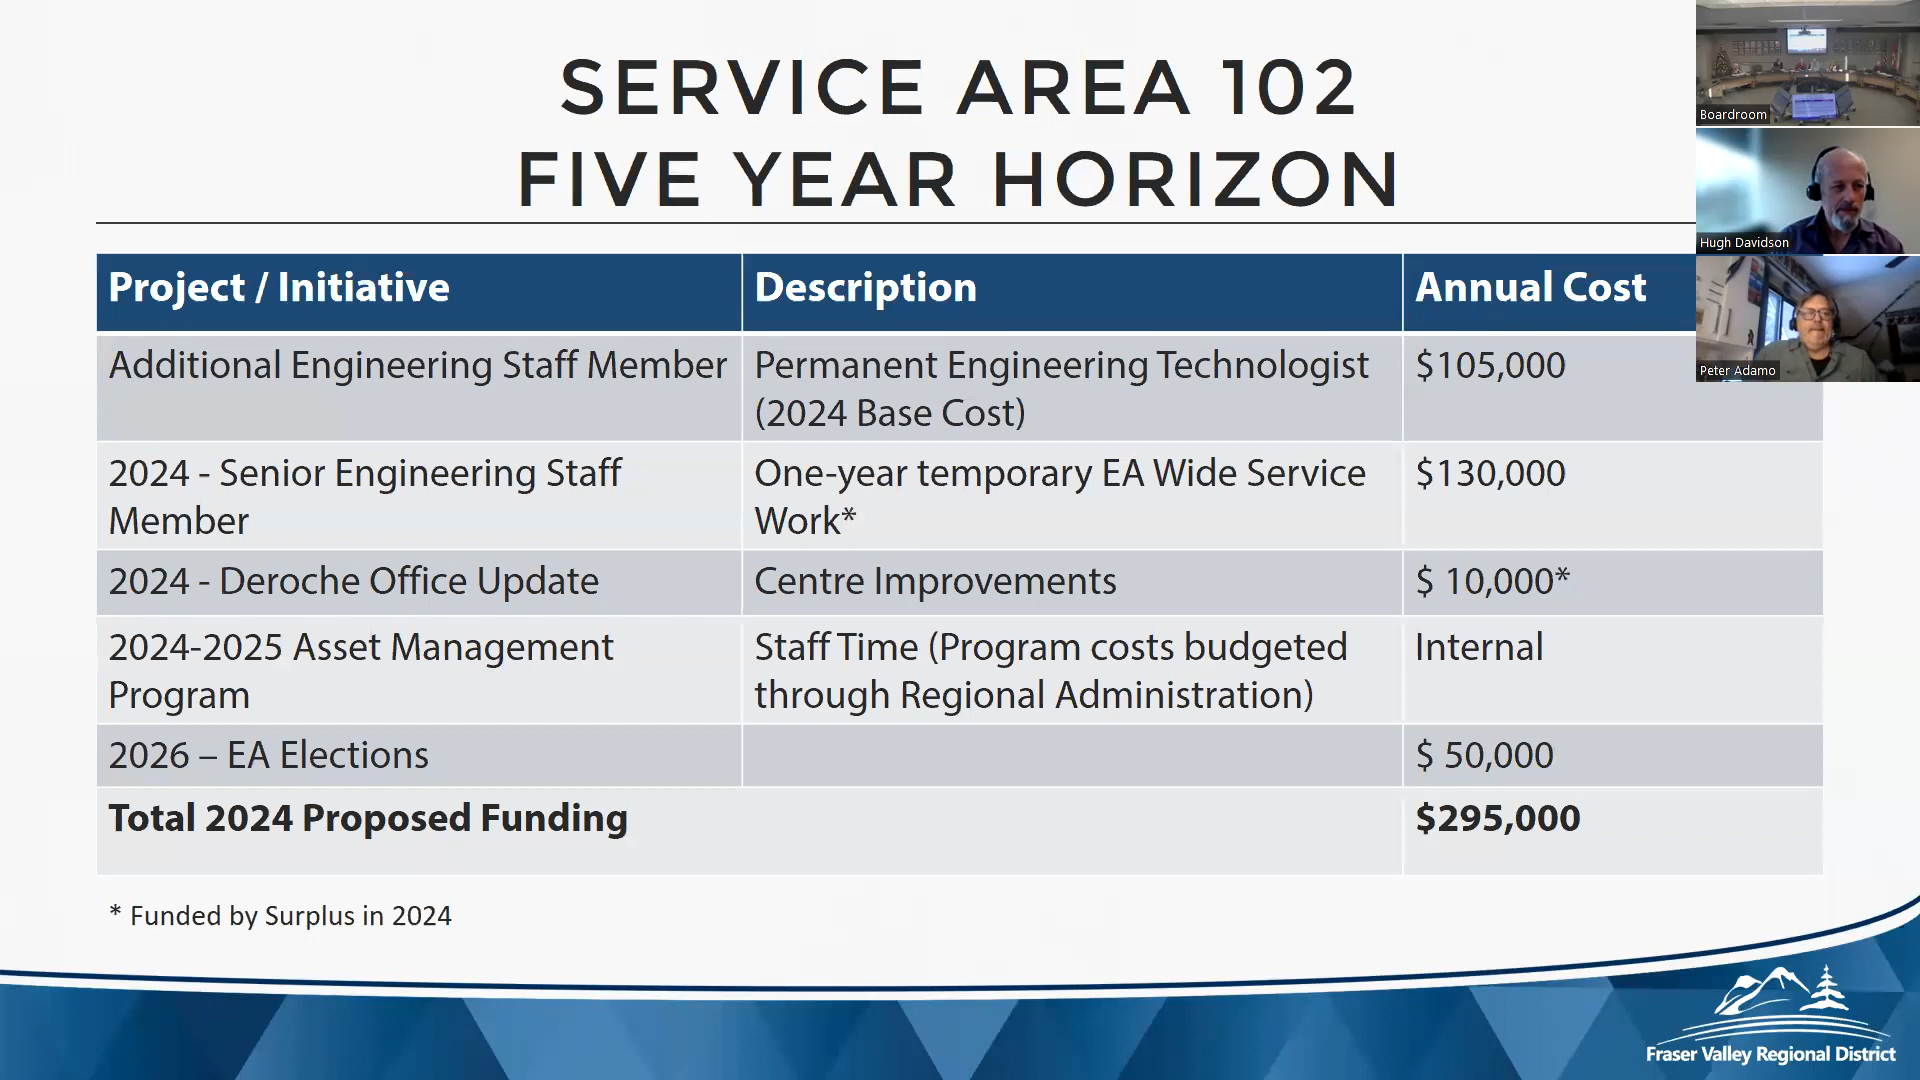 SERVICE AREA 102
FIVE YEAR HORIZON
Project / Initiative
Description
Annual Cost
Additional Engineering Staff Member
Permanent Engineering Technologist
(2024 Base Cost)
$105,000
2024 - Senior Engineering Staff
Member
One-year temporary EA Wide Service
Work*
$130,000
2024 - Deroche Office Update
Centre Improvements
$ 10,000*
2024-2025 Asset Management
Program
Staff Time (Program costs budgeted
through Regional Administration)
Internal
2026 – EA Elections
$ 50,000
Total 2024 Proposed Funding
$295,000
* Funded by Surplus in 2024
Fraser Valley Regional District
Boardroom
Hugh Davidson
Peter Adamo